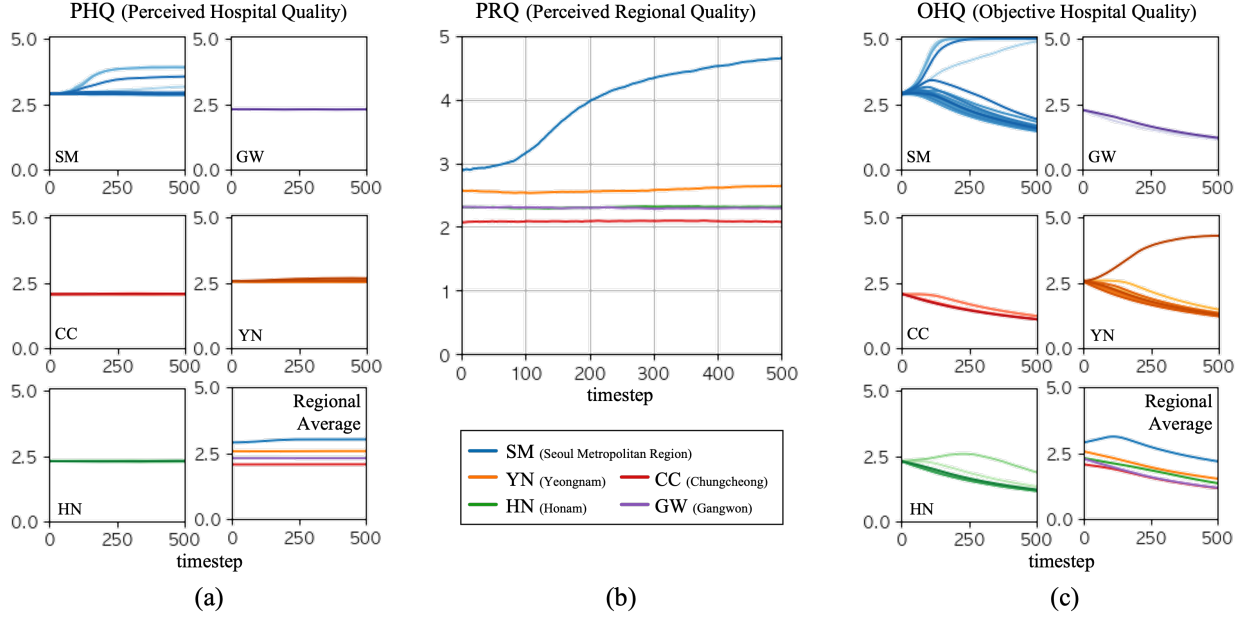 PHQ (Perceived Hospital Quality)
5.0
2.5
0.0
SM
0 250 500
5.0
2.5
0.0
GW
0 250 500
5.0
2.5
0.0
CC
0 250 500
5.0
2.5
0.0
YN
0 250 500
5.0
2.5
0.0
HN
0 250 500
5.0
2.5
0.0
Regional
Average
0 250 500
timestep
(a)
PRQ (Perceived Regional Quality)
5
4
3
2
1
0
0 100 200 300 400 500
timestep
SM (Seoul Metropolitan Region)
YN (Yeongnam) CC (Chungcheong)
HN (Honam) GW (Gangwon)
(b)
OHQ (Objective Hospital Quality)
5.0
2.5
0.0
SM
0 250 500
5.0
2.5
0.0
GW
0 250 500
5.0
2.5
0.0
CC
0 250 500
5.0
2.5
0.0
YN
0 250 500
5.0
2.5
0.0
HN
0 250 500
5.0
2.5
0.0
Regional
Average
0 250 500
timestep
(c)